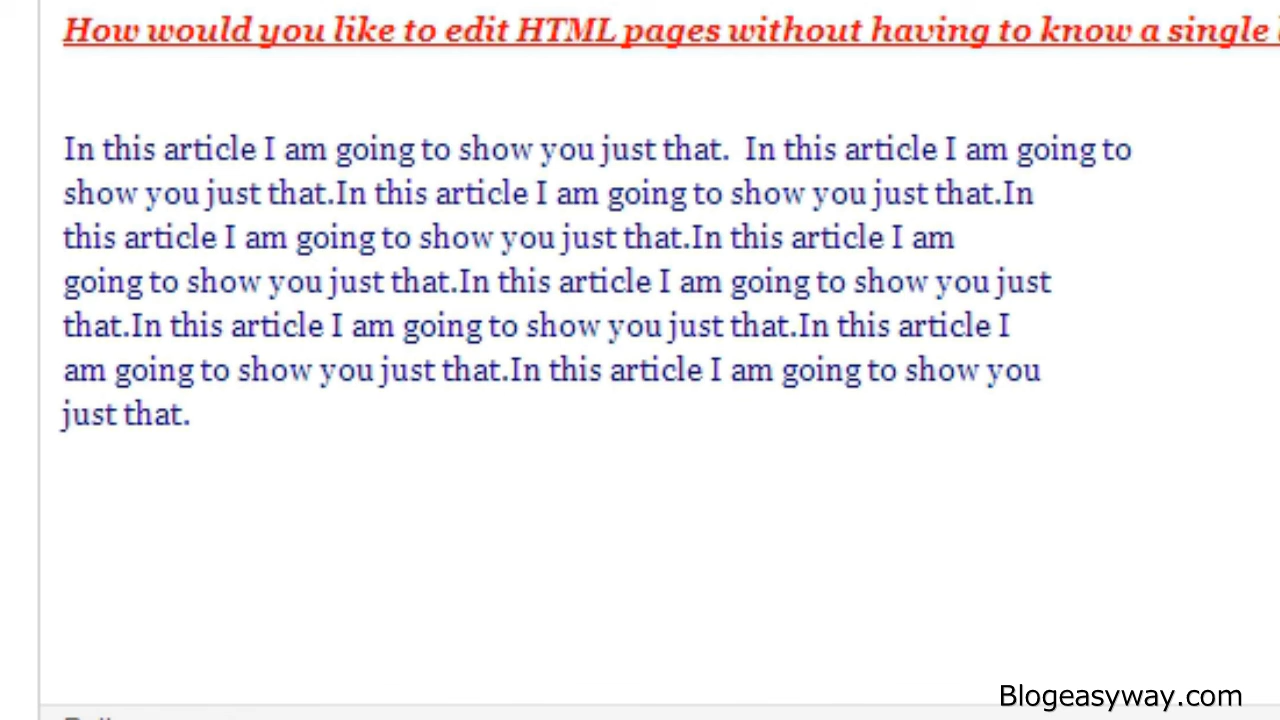 How would you like to edit HTML pages without having to know a single
In this article I am going to show you just that.  In this article I am going to
show you just that.In this article I am going to show you just that.In
this article I am going to show you just that.In this article I am
going to show you just that.In this article I am going to show you just
that.In this article I am going to show you just that.In this article I
am going to show you just that.In this article I am going to show you
just that.
Blogeasyway.com